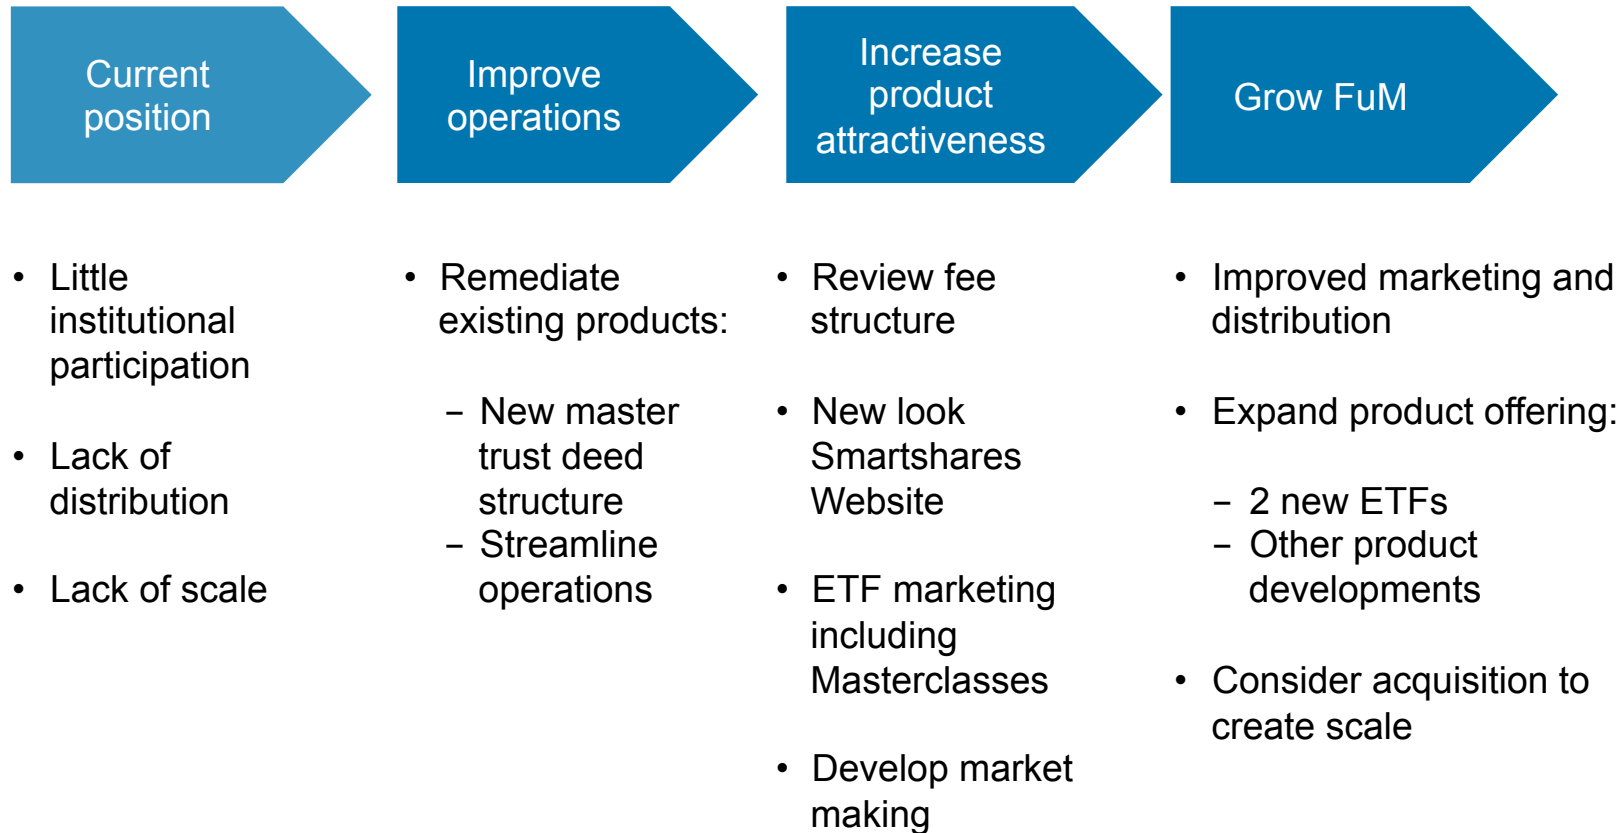 Current
position
Improve
operations
Increase
product
attractiveness
Grow FuM
• Little
institutional
participation
• Lack of
distribution
• Lack of scale
• Remediate
existing products:
– New master
trust deed
structure
– Streamline
operations
• Review fee
structure
• New look
Smartshares
Website
• ETF marketing
including
Masterclasses
• Develop market
making
• Improved marketing and
distribution
• Expand product offering:
– 2 new ETFs
– Other product
developments
• Consider acquisition to
create scale